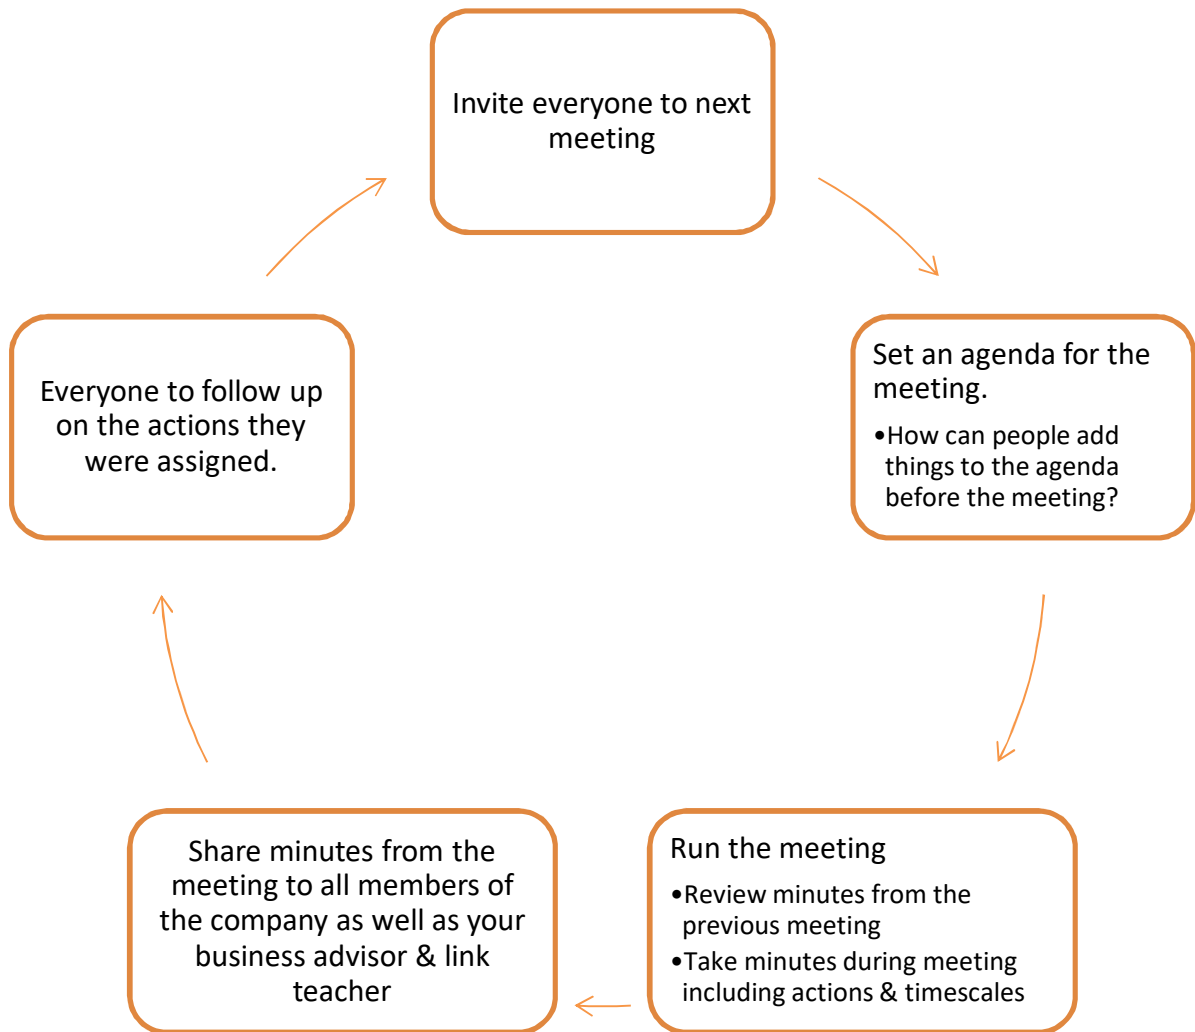 Invite everyone to next
meeting
Set an agenda for the
meeting.
•How can people add
things to the agenda
before the meeting?
Run the meeting
•Review minutes from the
previous meeting
•Take minutes during meeting
including actions & timescales
Share minutes from the
meeting to all members of
the company as well as your
business advisor & link
teacher
Everyone to follow up
on the actions they
were assigned.